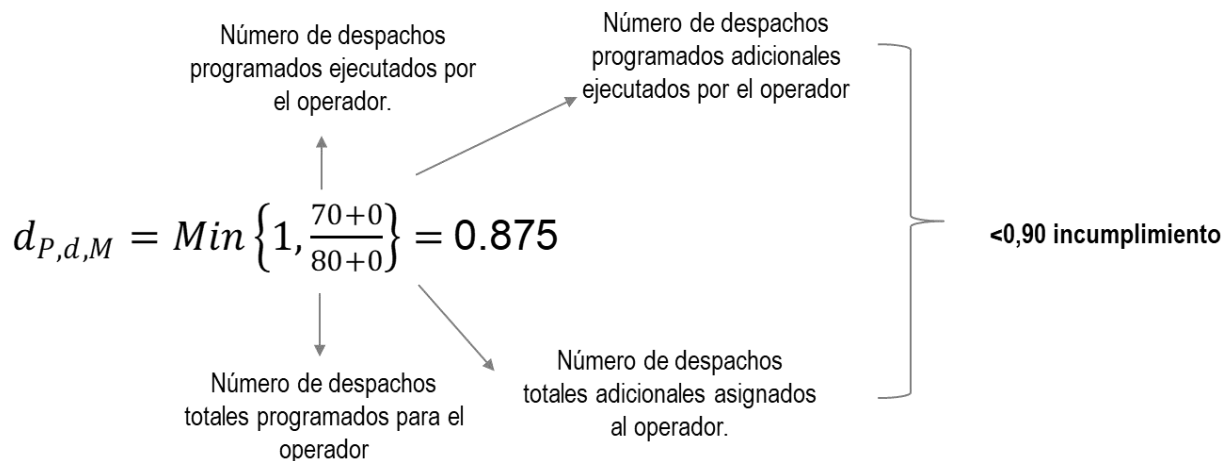 Número de despachos
programados ejecutados por
el operador.
Número de despachos
programados adicionales
ejecutados por el operador
d_{P,d,M} = Min {1, \frac{70+0}{80+0}} = 0.875
<0,90 incumplimiento
Número de despachos
totales programados para el
operador
Número de despachos
totales adicionales asignados
al operador.